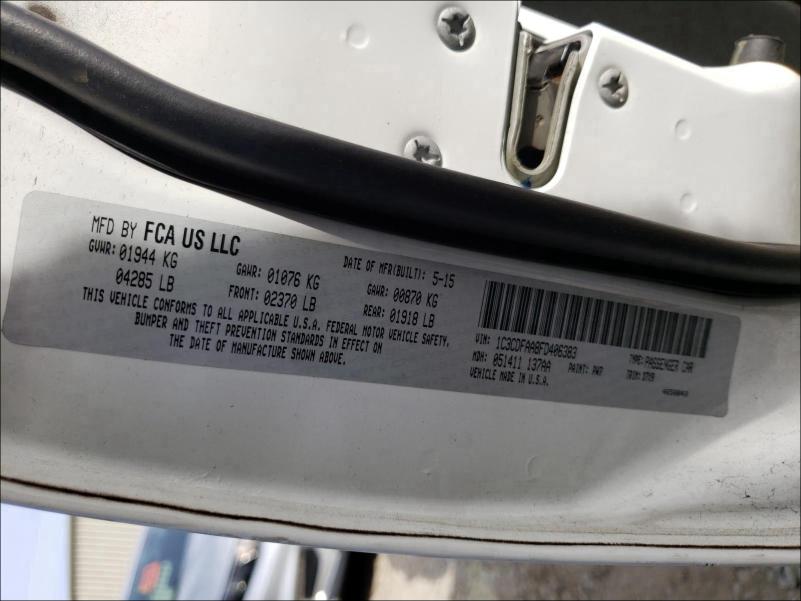 MFD BY FCA US LLC
DATE OF MFR(BUILT): 5-15
GVWR: 01944 KG
GAWR: 01076 KG
GAWR: 00870 KG
04285 LB
FRONT: 02370 LB
REAR: 01918 LB
THIS VEHICLE CONFORMS TO ALL APPLICABLE U.S.A. FEDERAL MOTOR VEHICLE SAFETY.
BUMPER AND THEFT PREVENTION STANDARDS IN EFFECT ON
THE DATE OF MANUFACTURE SHOWN ABOVE.
VIN: 1C3CDFAA8FD406383
TYPE: PASSENGER CAR
MDH: 051411 137AA
PAINT: PW7
TRIM:
VEHICLE MADE IN U.S.A.